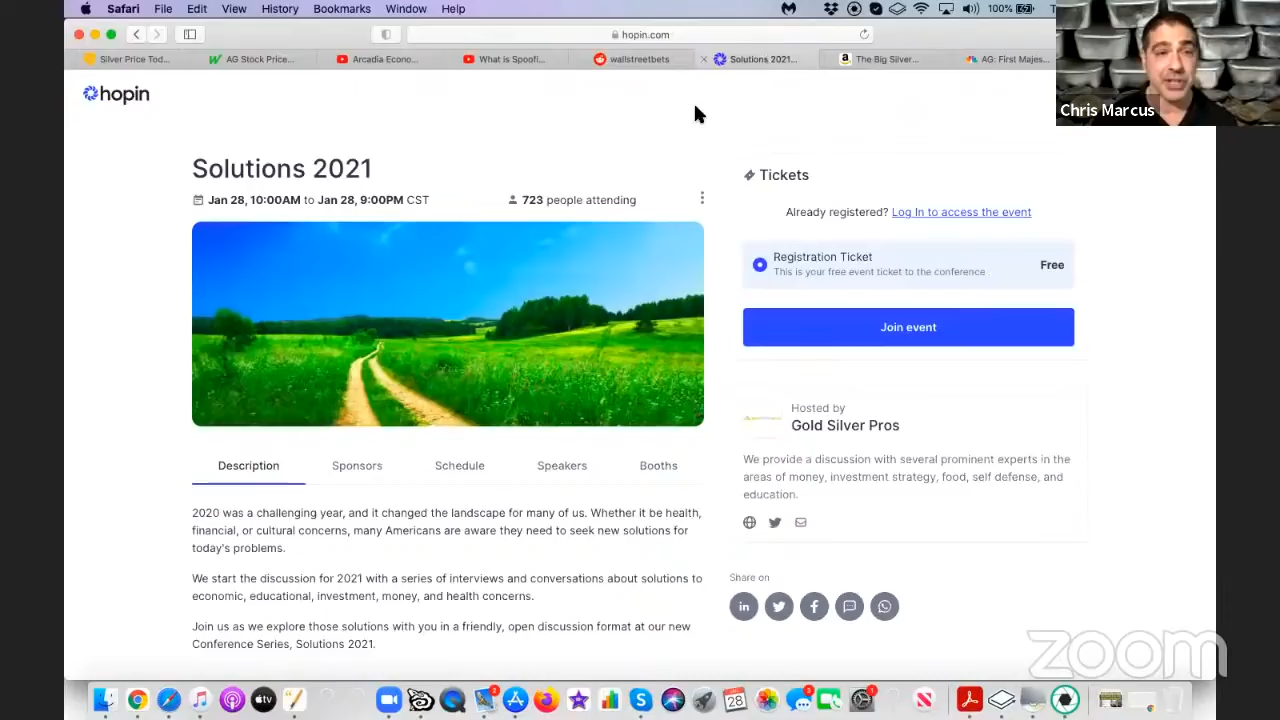 Safari File Edit View History Bookmarks Window Help
100%
hopin.com
Silver Price Tod...
AG Stock Price...
Arcadia Econo...
What is Spoofi...
wallstreetbets
Solutions 2021...
The Big Silver...
AG: First Majes...
Chris Marcus
hopin
Solutions 2021
Jan 28, 10:00AM to Jan 28, 9:00PM CST
723 people attending
Tickets
Already registered? Log In to access the event
Registration Ticket
This is your free event ticket to the conference
Free
Join event
Hosted by
Gold Silver Pros
We provide a discussion with several prominent experts in the
areas of money, investment strategy, food, self defense, and
education.
Share on
Description Sponsors Schedule Speakers Booths
2020 was a challenging year, and it changed the landscape for many of us. Whether it be health,
financial, or cultural concerns, many Americans are aware they need to seek new solutions for
today's problems.
We start the discussion for 2021 with a series of interviews and conversations about solutions to
economic, educational, investment, money, and health concerns.
Join us as we explore those solutions with you in a friendly, open discussion format at our new
Conference Series, Solutions 2021.
zoom
tv
28